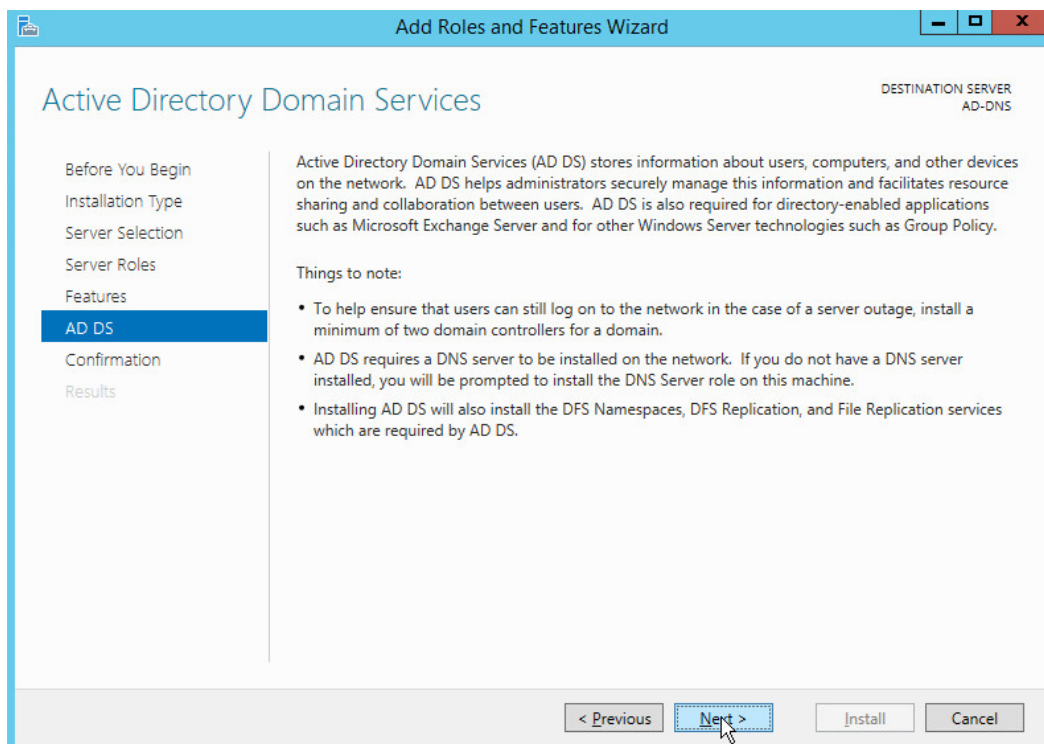 Add Roles and Features Wizard
Active Directory Domain Services
DESTINATION SERVER
AD-DNS
Before You Begin
Installation Type
Server Selection
Server Roles
Features
AD DS
Confirmation
Results
Active Directory Domain Services (AD DS) stores information about users, computers, and other devices
on the network.  AD DS helps administrators securely manage this information and facilitates resource
sharing and collaboration between users.  AD DS is also required for directory-enabled applications
such as Microsoft Exchange Server and for other Windows Server technologies such as Group Policy.
Things to note:
• To help ensure that users can still log on to the network in the case of a server outage, install a
minimum of two domain controllers for a domain.
• AD DS requires a DNS server to be installed on the network.  If you do not have a DNS server
installed, you will be prompted to install the DNS Server role on this machine.
• Installing AD DS will also install the DFS Namespaces, DFS Replication, and File Replication services
which are required by AD DS.
< Previous
Next >
Install
Cancel